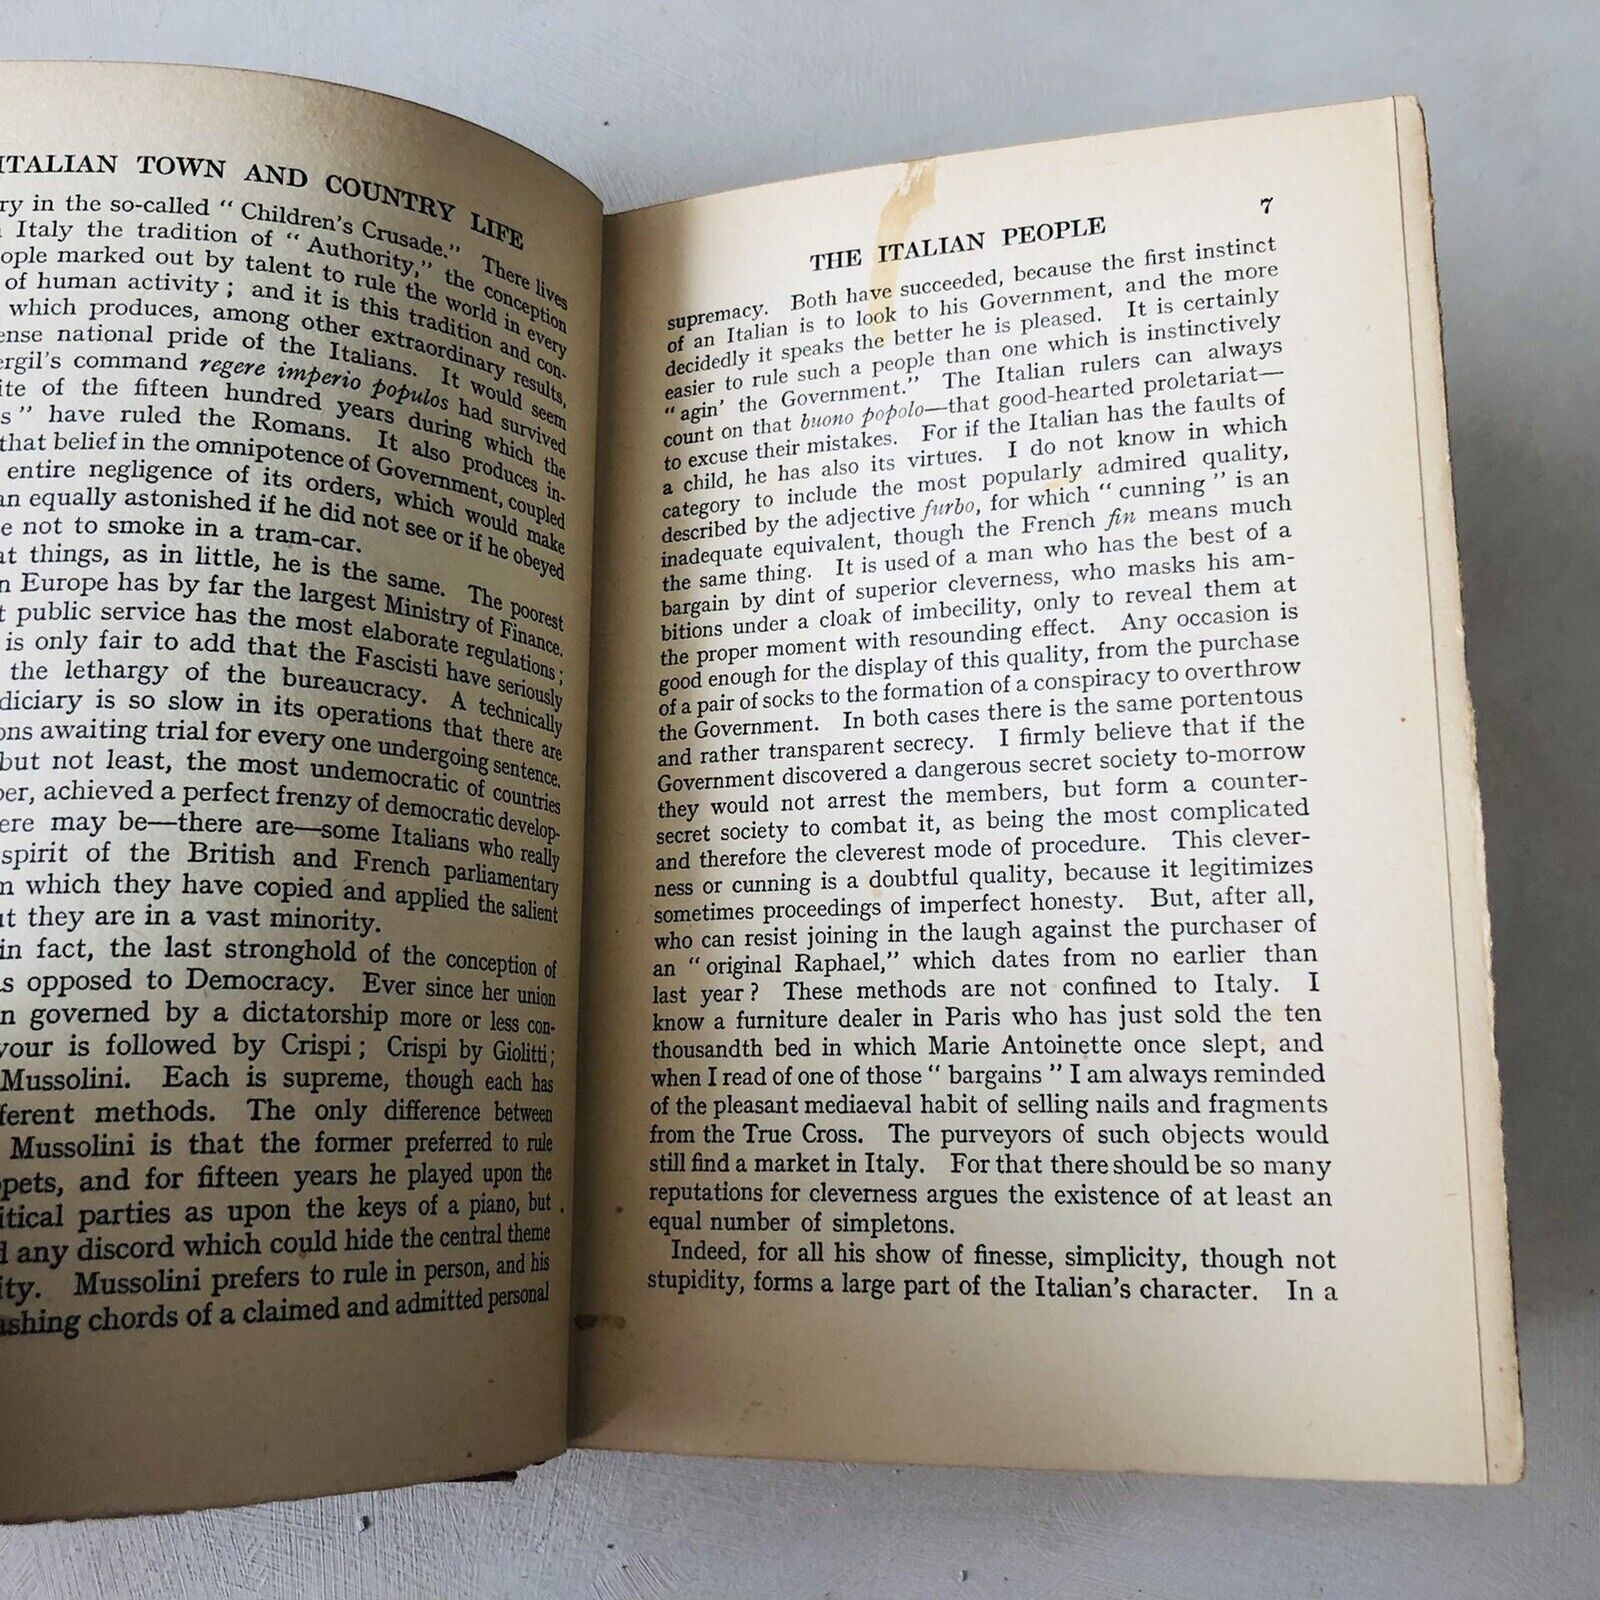 ITALIAN TOWN AND COUNTRY LIFE
ry in the so-called " Children's Crusade." There lives
Italy the tradition of " Authority," the conception
ople marked out by talent to rule the world in every
of human activity ; and it is this tradition and con-
which produces, among other extraordinary results,
ense national pride of the Italians. It would seem
ergil's command regere imperio populos had survived
ite of the fifteen hundred years during which the
s " have ruled the Romans. It also produces in-
that belief in the omnipotence of Government, coupled
entire negligence of its orders, which would make
an equally astonished if he did not see or if he obeyed
e not to smoke in a tram-car.
at things, as in little, he is the same. The poorest
n Europe has by far the largest Ministry of Finance.
t public service has the most elaborate regulations ;
is only fair to add that the Fascisti have seriously
the lethargy of the bureaucracy. A technically
diciary is so slow in its operations that there are
ons awaiting trial for every one undergoing sentence.
but not least, the most undemocratic of countries
ber, achieved a perfect frenzy of democratic develop-
ere may be—there are—some Italians who really
spirit of the British and French parliamentary
m which they have copied and applied the salient
ut they are in a vast minority.
in fact, the last stronghold of the conception of
as opposed to Democracy. Ever since her union
n governed by a dictatorship more or less con-
vour is followed by Crispi ; Crispi by Giolitti ;
Mussolini. Each is supreme, though each has
fferent methods. The only difference between
Mussolini is that the former preferred to rule
ppets, and for fifteen years he played upon the
itical parties as upon the keys of a piano, but
d any discord which could hide the central theme
ity. Mussolini prefers to rule in person, and his
ashing chords of a claimed and admitted personal
THE ITALIAN PEOPLE 7
supremacy. Both have succeeded, because the first instinct
of an Italian is to look to his Government, and the more
decidedly it speaks the better he is pleased. It is certainly
easier to rule such a people than one which is instinctively
" agin' the Government." The Italian rulers can always
count on that buono popolo—that good-hearted proletariat—
to excuse their mistakes. For if the Italian has the faults of
a child, he has also its virtues. I do not know in which
category to include the most popularly admired quality,
described by the adjective furbo, for which " cunning " is an
inadequate equivalent, though the French fin means much
the same thing. It is used of a man who has the best of a
bargain by dint of superior cleverness, who masks his am-
bitions under a cloak of imbecility, only to reveal them at
the proper moment with resounding effect. Any occasion is
good enough for the display of this quality, from the purchase
of a pair of socks to the formation of a conspiracy to overthrow
the Government. In both cases there is the same portentous
and rather transparent secrecy. I firmly believe that if the
Government discovered a dangerous secret society to-morrow
they would not arrest the members, but form a counter-
secret society to combat it, as being the most complicated
and therefore the cleverest mode of procedure. This clever-
ness or cunning is a doubtful quality, because it legitimizes
sometimes proceedings of imperfect honesty. But, after all,
who can resist joining in the laugh against the purchaser of
an " original Raphael," which dates from no earlier than
last year ? These methods are not confined to Italy. I
know a furniture dealer in Paris who has just sold the ten
thousandth bed in which Marie Antoinette once slept, and
when I read of one of those " bargains " I am always reminded
of the pleasant mediaeval habit of selling nails and fragments
from the True Cross. The purveyors of such objects would
still find a market in Italy. For that there should be so many
reputations for cleverness argues the existence of at least an
equal number of simpletons.
Indeed, for all his show of finesse, simplicity, though not
stupidity, forms a large part of the Italian's character. In a